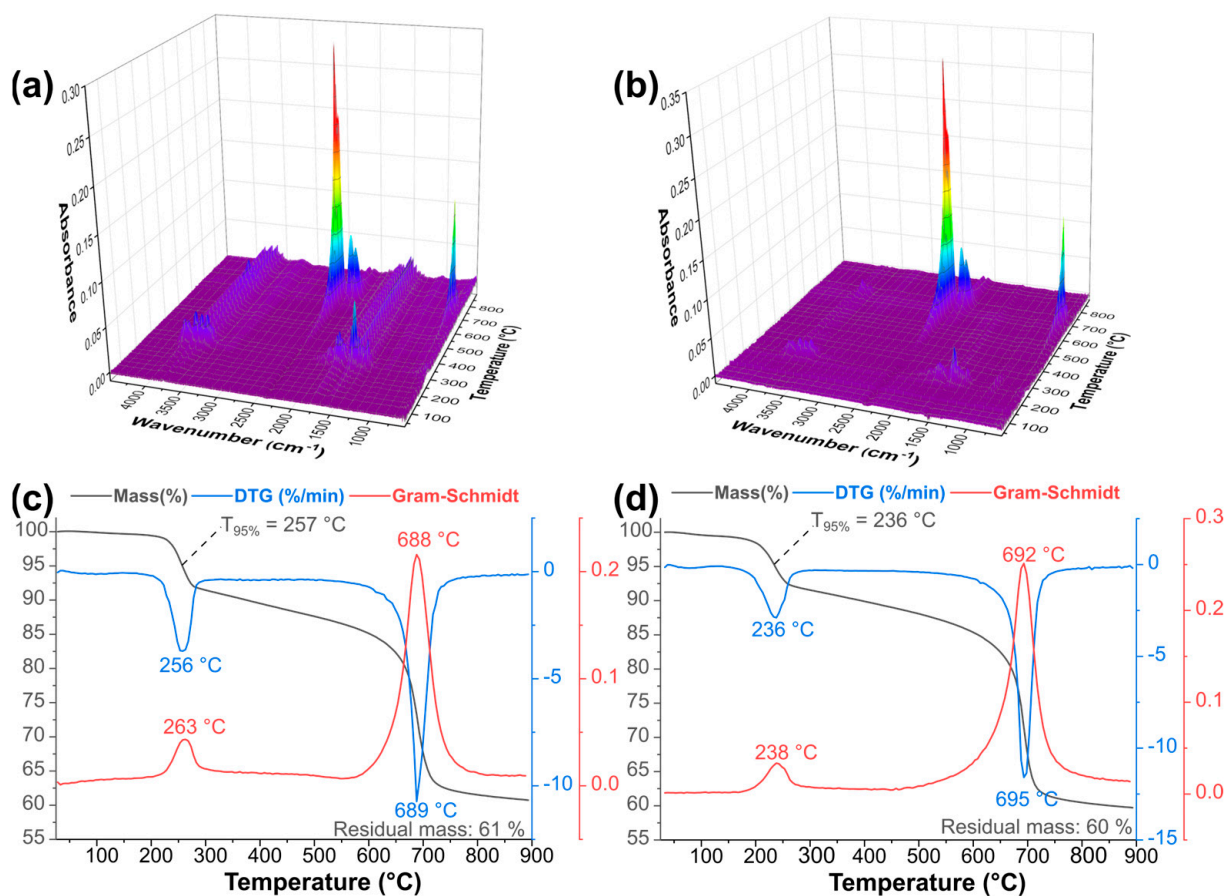 (a)
0.30
0.25
0.20
0.15
0.10
0.05
0.00
Absorbance
4000
3500
3000
2500
2000
1500
1000
Wavenumber (cm⁻¹)
100
200
300
400
500
600
700
800
Temperature (°C)
(b)
0.35
0.30
0.25
0.20
0.15
0.10
0.05
0.00
Absorbance
4000
3500
3000
2500
2000
1500
1000
Wavenumber (cm⁻¹)
100
200
300
400
500
600
700
800
Temperature (°C)
(c)
Mass(%) DTG (%/min) Gram-Schmidt
100
95
90
85
80
75
70
65
60
55
T95% = 257 °C
688 °C
256 °C
263 °C
689 °C
Residual mass: 61 %
0
-5
-10
0.2
0.1
0.0
100 200 300 400 500 600 700 800 900
Temperature (°C)
(d)
Mass(%) DTG (%/min) Gram-Schmidt
100
95
90
85
80
75
70
65
60
55
T95% = 236 °C
692 °C
236 °C
238 °C
695 °C
Residual mass: 60 %
0
-5
-10
-15
0.3
0.2
0.1
0.0
100 200 300 400 500 600 700 800 900
Temperature (°C)